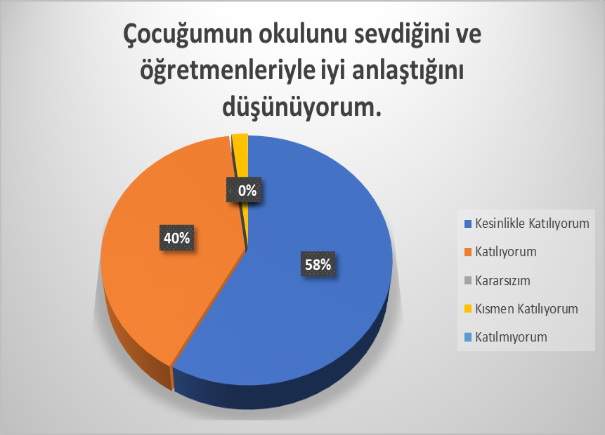 Çocuğumun okulunu sevdiğini ve
öğretmenleriyle iyi anlaştığını
düşünüyorum.
0%
40%
58%
Kesinlikle Katılıyorum
Katılıyorum
Kararsızım
Kısmen Katılıyorum
Katılmıyorum